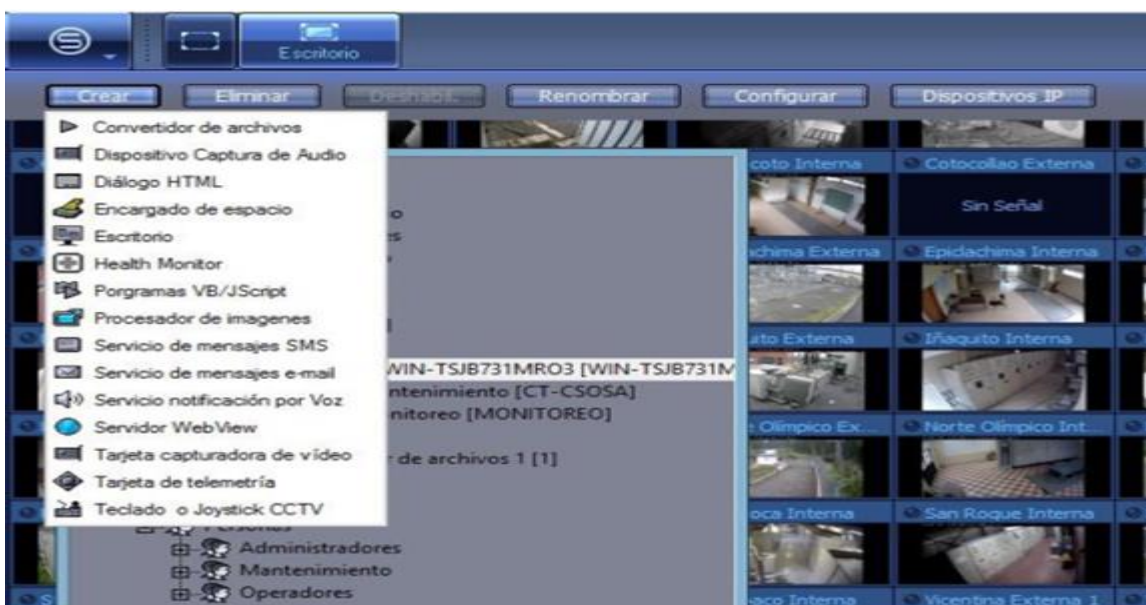 Escritorio
Crear
Eliminar
Deshabil.
Renombrar
Configurar
Dispositivos IP
Convertidor de archivos
Dispositivo Captura de Audio
Diálogo HTML
Encargado de espacio
Escritorio
Health Monitor
Porgramas VB/JScript
Procesador de imagenes
Servicio de mensajes SMS
Servicio de mensajes e-mail
Servicio notificación por Voz
Servidor WebView
Tarjeta capturadora de vídeo
Tarjeta de telemetría
Teclado o Joystick CCTV
WIN-TSJB731MRO3 [WIN-TSJB731M
ntenimiento [CT-CSOSA]
nitoreo [MONITOREO]
r de archivos 1 [1]
Personas
Administradores
Mantenimiento
Operadores
coto Interna
Cotocollao Externa
Sin Señal
chima Externa
Epiclachima Interna
uito Externa
Iñaquito Interna
e Olímpico Ex...
Norte Olímpico Int...
oca Interna
San Roque Interna
aco Interna
Vicentina Externa 1